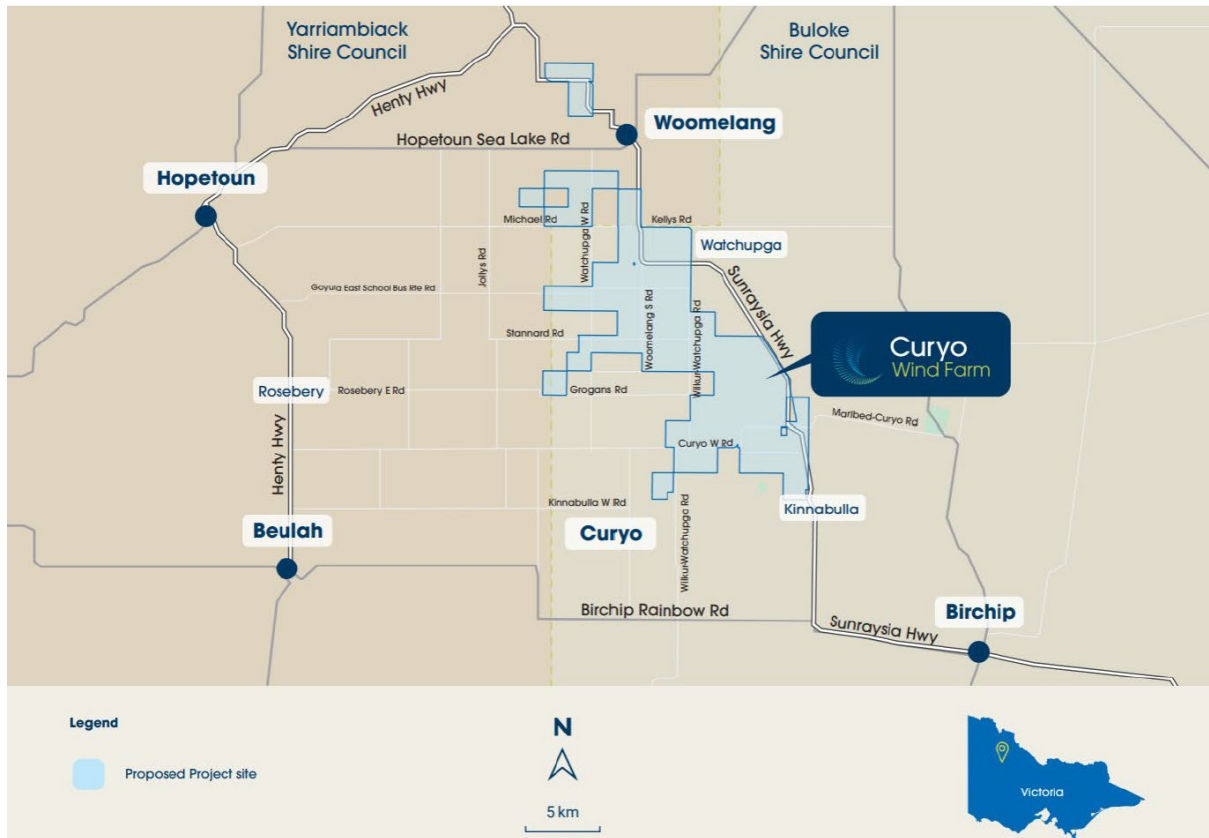 Yarriambiack
Shire Council
Buloke
Shire Council
Henty Hwy
Woomelang
Hopetoun Sea Lake Rd
Hopetoun
Michael Rd
Watchupga W Rd
Kellys Rd
Watchupga
Jollys Rd
Sunraysia Hwy
Goyura East School Bus Rte Rd
Woomelang S Rd
Wilkur-Watchupga Rd
Stannard Rd
Curyo
Wind Farm
Rosebery
Rosebery E Rd
Grogans Rd
Marlbed-Curyo Rd
Henty Hwy
Curyo W Rd
Kinnabulla W Rd
Kinnabulla
Beulah
Curyo
Wilkur-Watchupga Rd
Birchip Rainbow Rd
Birchip
Sunraysia Hwy
Legend
N
Proposed Project site
5 km
Victoria